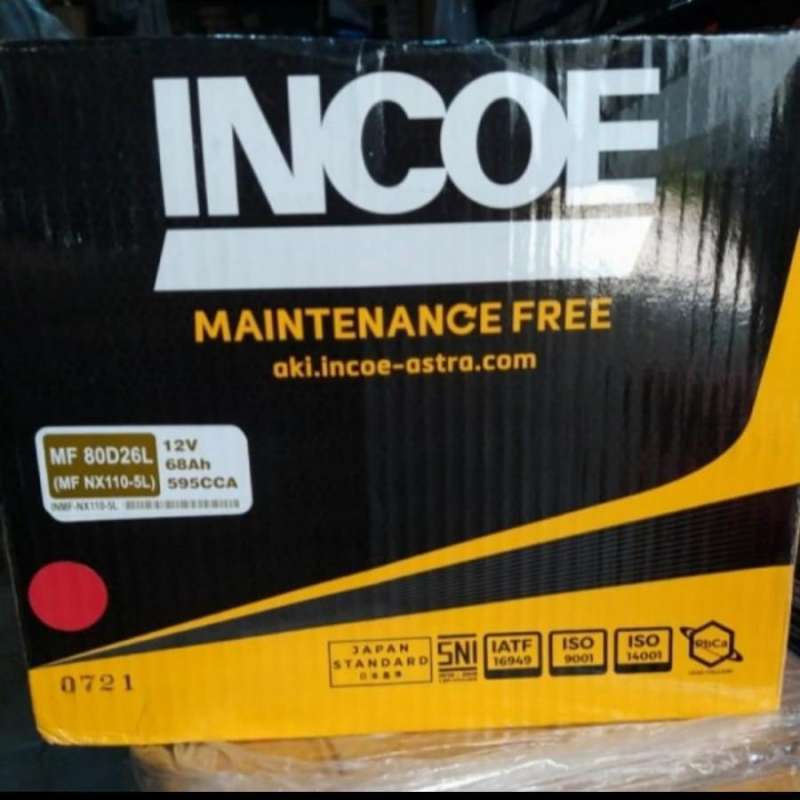 INCOE
MAINTENANCE FREE
aki.incoe-astra.com
MF 80D26L
(MF NX110-5L)
12V
68Ah
595CCA
INMF-NX110-5L
JAPAN
STANDARD
SNI
IATF
16949
ISO
9001
ISO
14001
PbCa
0721